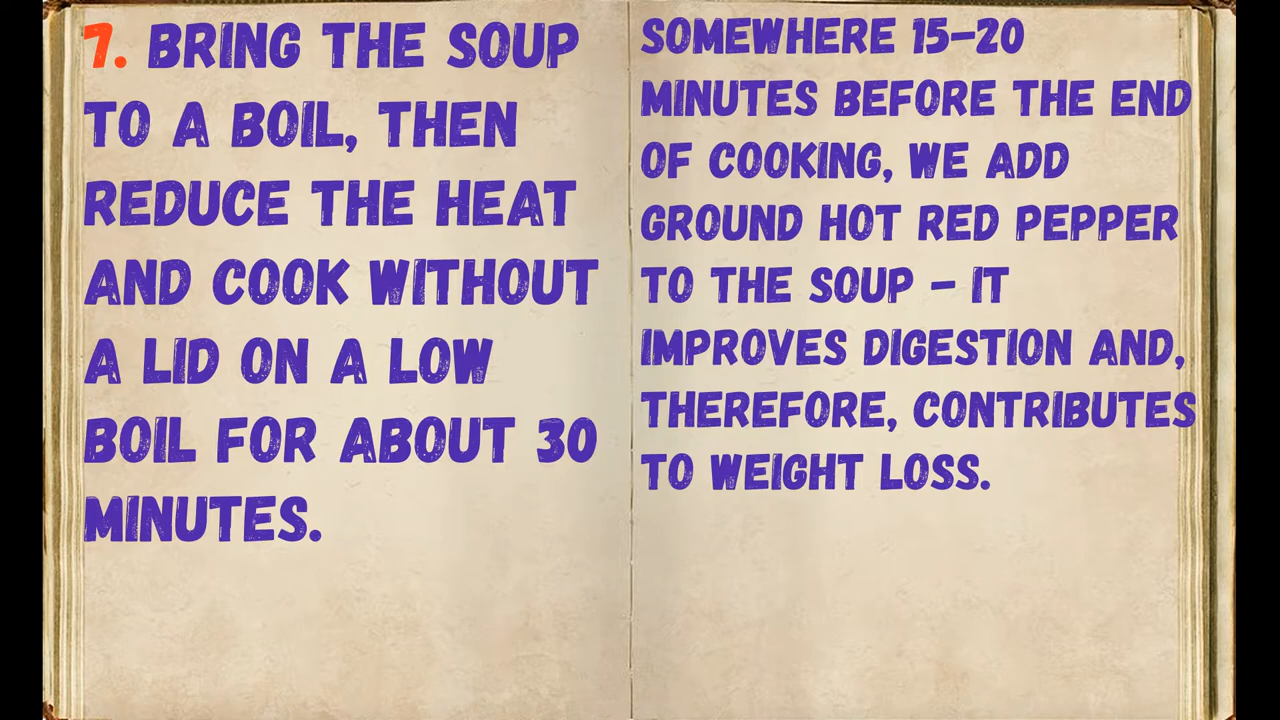 7. BRING THE SOUP
TO A BOIL, THEN
REDUCE THE HEAT
AND COOK WITHOUT
A LID ON A LOW
BOIL FOR ABOUT 30
MINUTES.
SOMEWHERE 15-20
MINUTES BEFORE THE END
OF COOKING, WE ADD
GROUND HOT RED PEPPER
TO THE SOUP - IT
IMPROVES DIGESTION AND,
THEREFORE, CONTRIBUTES
TO WEIGHT LOSS.